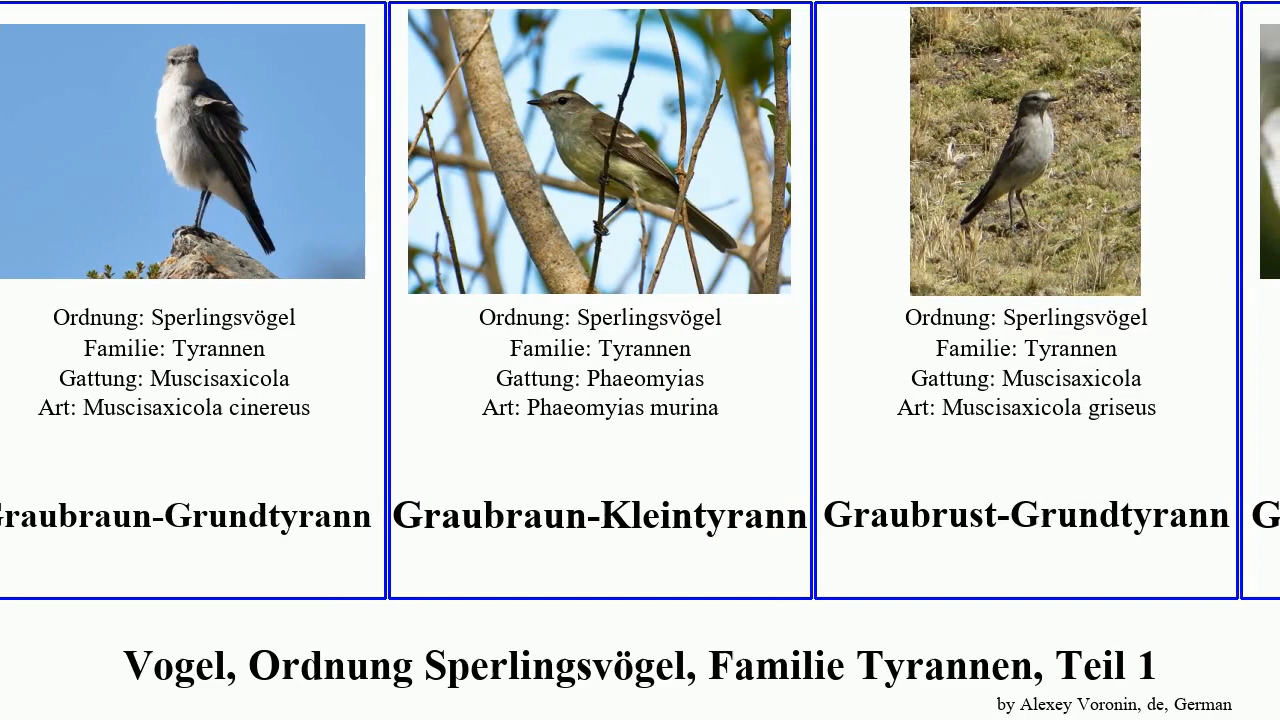 Ordnung: Sperlingsvögel
Familie: Tyrannen
Gattung: Muscisaxicola
Art: Muscisaxicola cinereus
Graubraun-Grundtyrann
Ordnung: Sperlingsvögel
Familie: Tyrannen
Gattung: Phaeomyias
Art: Phaeomyias murina
Graubraun-Kleintyrann
Ordnung: Sperlingsvögel
Familie: Tyrannen
Gattung: Muscisaxicola
Art: Muscisaxicola griseus
Graubrust-Grundtyrann
G
Vogel, Ordnung Sperlingsvögel, Familie Tyrannen, Teil 1
by Alexey Voronin, de, German